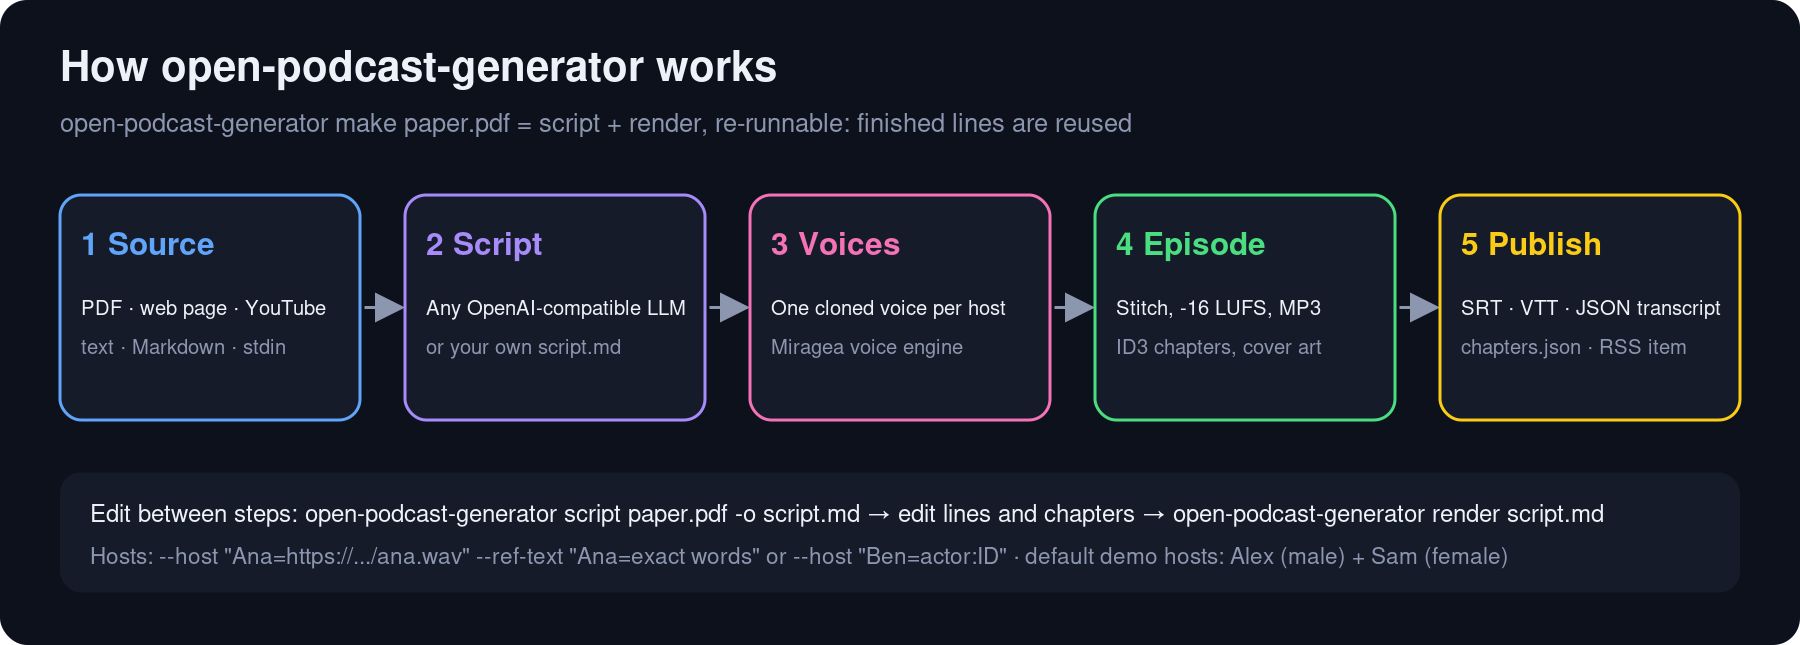 How open-podcast-generator works
open-podcast-generator make paper.pdf = script + render, re-runnable: finished lines are reused
1 Source
PDF · web page · YouTube
text · Markdown · stdin
2 Script
Any OpenAI-compatible LLM
or your own script.md
3 Voices
One cloned voice per host
Miragea voice engine
4 Episode
Stitch, -16 LUFS, MP3
ID3 chapters, cover art
5 Publish
SRT · VTT · JSON transcript
chapters.json · RSS item
Edit between steps: open-podcast-generator script paper.pdf -o script.md → edit lines and chapters → open-podcast-generator render script.md
Hosts: --host "Ana=https://.../ana.wav" --ref-text "Ana=exact words" or --host "Ben=actor:ID" · default demo hosts: Alex (male) + Sam (female)